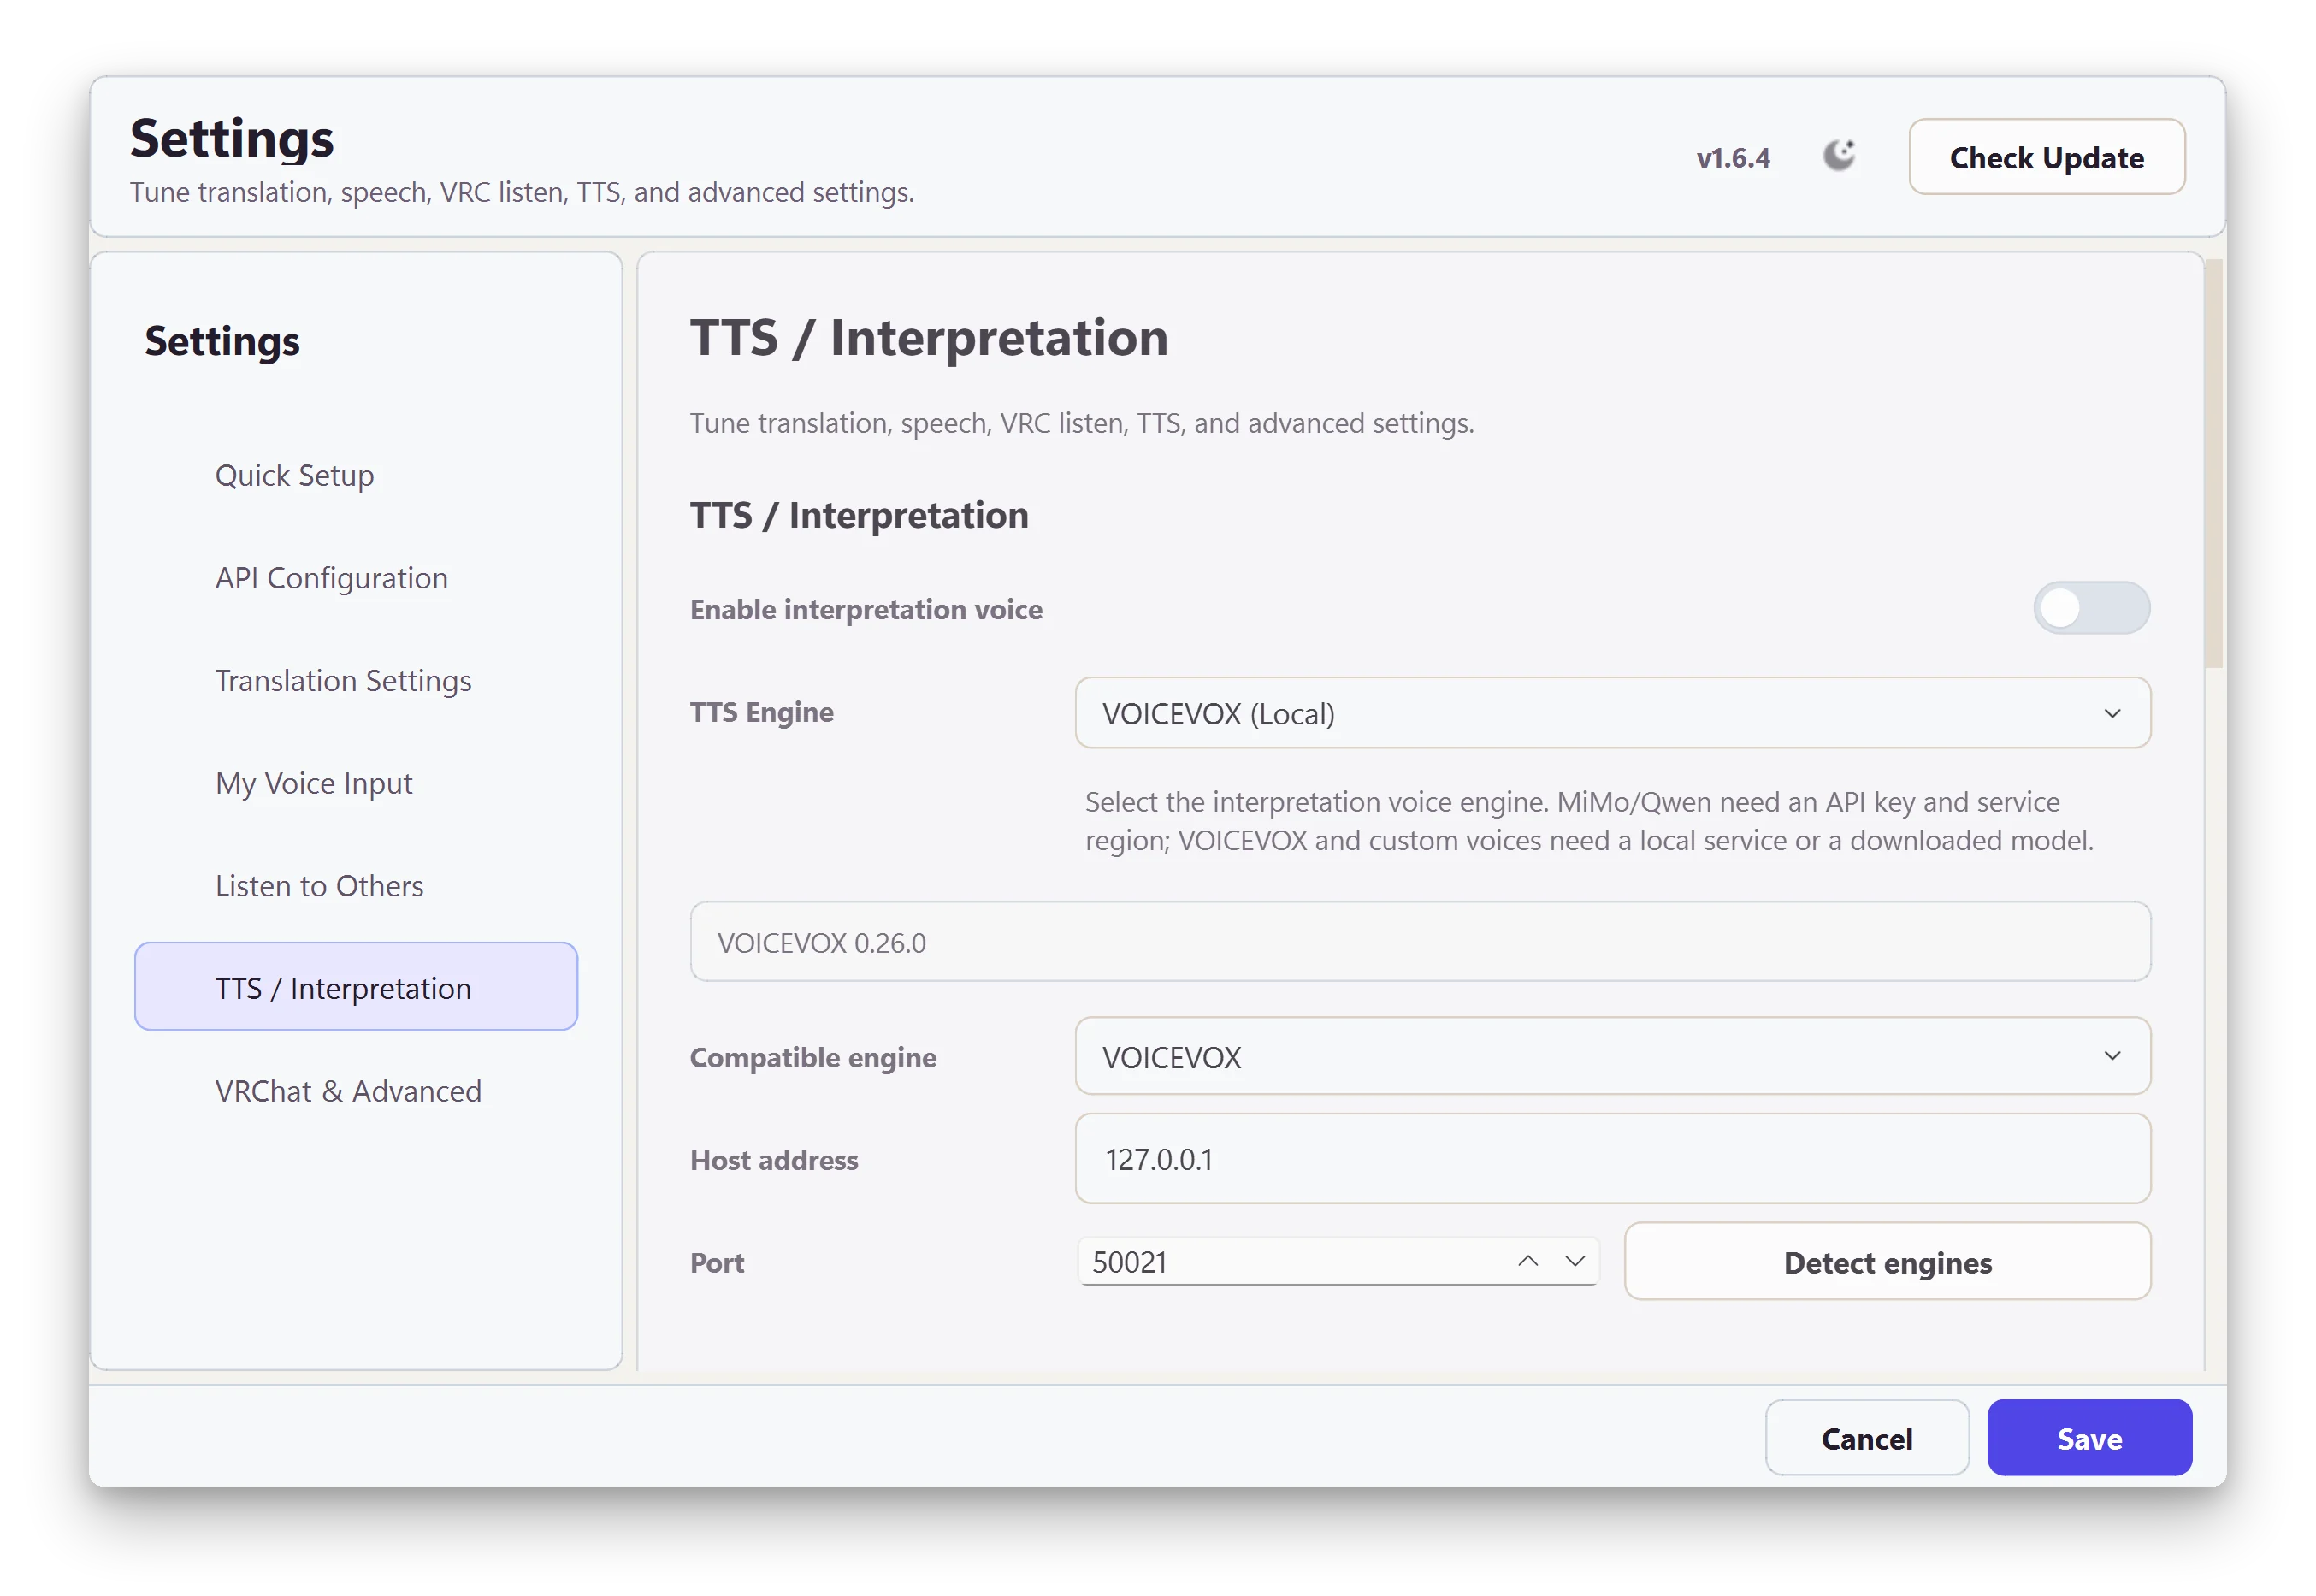 Settings
Tune translation, speech, VRC listen, TTS, and advanced settings.
v1.6.4
Check Update
Settings
Quick Setup
API Configuration
Translation Settings
My Voice Input
Listen to Others
TTS / Interpretation
VRChat & Advanced
TTS / Interpretation
Tune translation, speech, VRC listen, TTS, and advanced settings.
TTS / Interpretation
Enable interpretation voice
TTS Engine
VOICEVOX (Local)
Select the interpretation voice engine. MiMo/Qwen need an API key and service
region; VOICEVOX and custom voices need a local service or a downloaded model.
VOICEVOX 0.26.0
Compatible engine
VOICEVOX
Host address
127.0.0.1
Port
50021
Detect engines
Cancel
Save